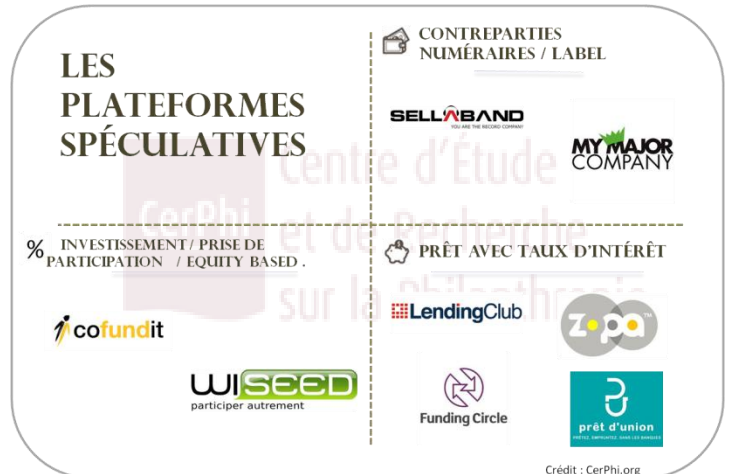 LES
PLATEFORMES
SPÉCULATIVES
CONTREPARTIES
NUMÉRAIRES / LABEL
SELLABAND
YOU ARE THE RECORD COMPANY
MY MAJOR
COMPANY
CerPhi
Centre d'Étude
et de Recherche
sur la Philanthropie
% INVESTISSEMENT / PRISE DE
PARTICIPATION / EQUITY BASED .
cofundit
WISEED
participer autrement
PRÊT AVEC TAUX D'INTÉRÊT
LendingClub
ZOPA™
Funding Circle
prêt d'union
PRÊTEZ, EMPRUNTEZ, SANS LES BANQUES
Crédit : CerPhi.org